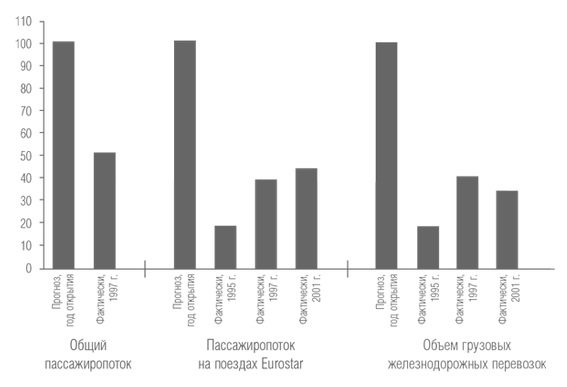 110
100
90
80
70
60
50
40
30
20
10
0
Прогноз,
год открытия
Фактически,
1997 г.
Прогноз,
год открытия
Фактически,
1995 г.
Фактически,
1997 г.
Фактически,
2001 г.
Прогноз,
год открытия
Фактически,
1995 г.
Фактически,
1997 г.
Фактически,
2001 г.
Общий
пассажиропоток
Пассажиропоток
на поездах Eurostar
Объем грузовых
железнодорожных перевозок